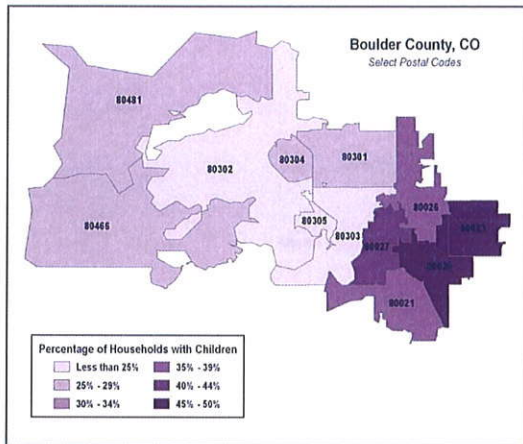 Boulder County, CO
Select Postal Codes
80481
80302
80304
80301
80466
80305
80303
80026
80027
80021
Percentage of Households with Children
Less than 25%
25% - 29%
30% - 34%
35% - 39%
40% - 44%
45% - 50%